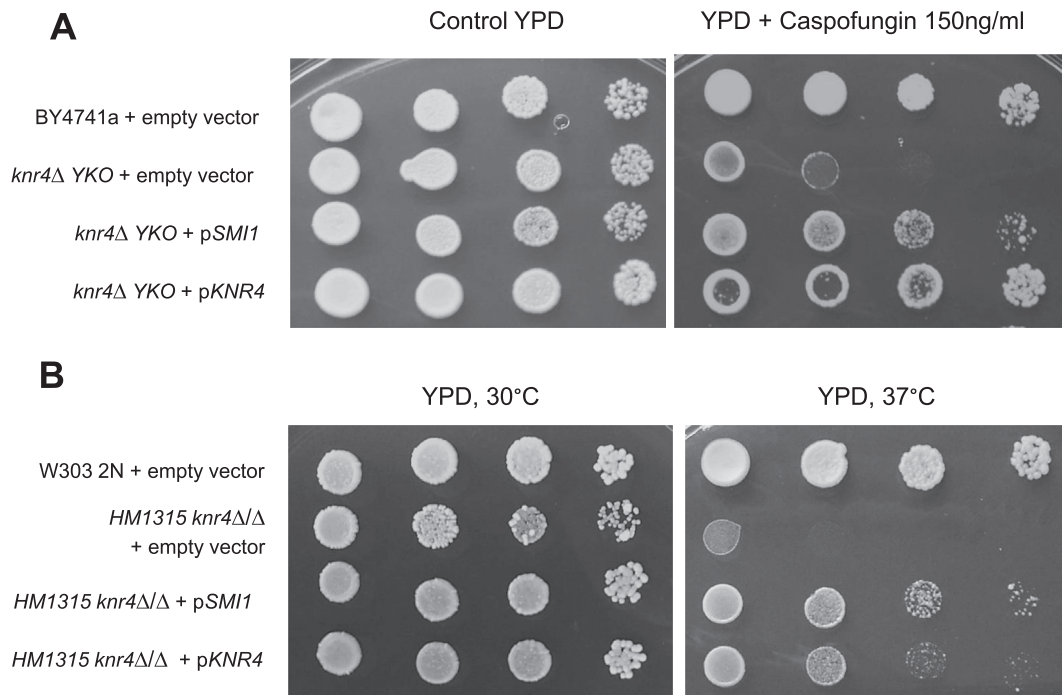 A
Control YPD
YPD + Caspofungin 150ng/ml
BY4741a + empty vector
knr4Δ YKO + empty vector
knr4Δ YKO + pSMI1
knr4Δ YKO + pKNR4
B
YPD, 30°C
YPD, 37°C
W303 2N + empty vector
HM1315 knr4Δ/Δ
+ empty vector
HM1315 knr4Δ/Δ + pSMI1
HM1315 knr4Δ/Δ + pKNR4